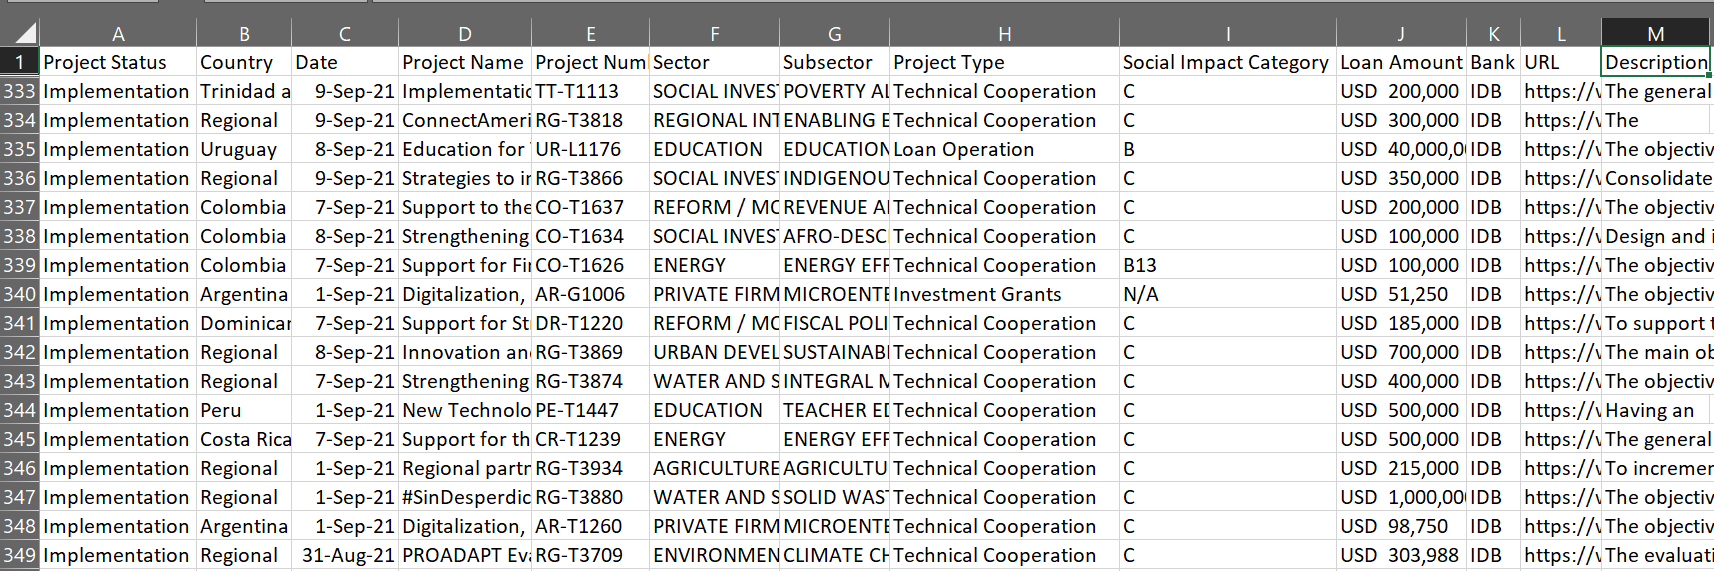 A B C D E F G H I J K L M
1 Project Status Country Date Project Name Project Num Sector Subsector Project Type Social Impact Category Loan Amount Bank URL Description
333 Implementation Trinidad a 9-Sep-21 Implementatic TT-T1113 SOCIAL INVES POVERTY AL Technical Cooperation C USD 200,000 IDB https://w The general
334 Implementation Regional 9-Sep-21 ConnectAmeri RG-T3818 REGIONAL INT ENABLING E Technical Cooperation C USD 300,000 IDB https://w The
335 Implementation Uruguay 8-Sep-21 Education for UR-L1176 EDUCATION EDUCATION Loan Operation B USD 40,000,0 IDB https://w The objectiv
336 Implementation Regional 9-Sep-21 Strategies to ir RG-T3866 SOCIAL INVES INDIGENOU Technical Cooperation C USD 350,000 IDB https://w Consolidate
337 Implementation Colombia 7-Sep-21 Support to the CO-T1637 REFORM / MC REVENUE A Technical Cooperation C USD 200,000 IDB https://w The objectiv
338 Implementation Colombia 8-Sep-21 Strengthening CO-T1634 SOCIAL INVES AFRO-DESC Technical Cooperation C USD 100,000 IDB https://w Design and i
339 Implementation Colombia 7-Sep-21 Support for Fi CO-T1626 ENERGY ENERGY EFF Technical Cooperation B13 USD 100,000 IDB https://w The objectiv
340 Implementation Argentina 1-Sep-21 Digitalization, AR-G1006 PRIVATE FIRM MICROENTE Investment Grants N/A USD 51,250 IDB https://w The objectiv
341 Implementation Dominicar 7-Sep-21 Support for St DR-T1220 REFORM / MC FISCAL POLI Technical Cooperation C USD 185,000 IDB https://w To support t
342 Implementation Regional 8-Sep-21 Innovation an RG-T3869 URBAN DEVEL SUSTAINAB Technical Cooperation C USD 700,000 IDB https://w The main ob
343 Implementation Regional 7-Sep-21 Strengthening RG-T3874 WATER AND S INTEGRAL M Technical Cooperation C USD 400,000 IDB https://w The objectiv
344 Implementation Peru 1-Sep-21 New Technolo PE-T1447 EDUCATION TEACHER ED Technical Cooperation C USD 500,000 IDB https://w Having an
345 Implementation Costa Rica 7-Sep-21 Support for th CR-T1239 ENERGY ENERGY EFF Technical Cooperation C USD 500,000 IDB https://w The general
346 Implementation Regional 1-Sep-21 Regional partr RG-T3934 AGRICULTURE AGRICULTU Technical Cooperation C USD 215,000 IDB https://w To incremer
347 Implementation Regional 1-Sep-21 #SinDesperdic RG-T3880 WATER AND S SOLID WAS Technical Cooperation C USD 1,000,00 IDB https://w The objectiv
348 Implementation Argentina 1-Sep-21 Digitalization, AR-T1260 PRIVATE FIRM MICROENTE Technical Cooperation C USD 98,750 IDB https://w The objectiv
349 Implementation Regional 31-Aug-21 PROADAPT Ev RG-T3709 ENVIRONMEN CLIMATE CH Technical Cooperation C USD 303,988 IDB https://w The evaluati